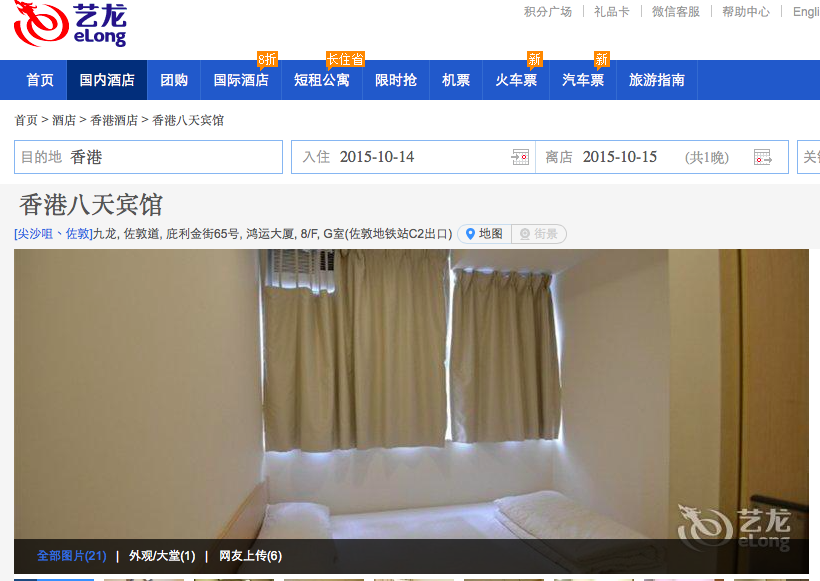 艺龙
eLong
积分广场 礼品卡 微信客服 帮助中心 Engli
8折 长住省 新 新
首页 国内酒店 团购 国际酒店 短租公寓 限时抢 机票 火车票 汽车票 旅游指南
首页 > 酒店 > 香港酒店 > 香港八天宾馆
目的地 香港 入住 2015-10-14 离店 2015-10-15 (共1晚) 关键
香港八天宾馆
[尖沙咀、佐敦]九龙, 佐敦道, 庇利金街65号, 鸿运大厦, 8/F, G室(佐敦地铁站C2出口) 地图 街景
艺龙
eLong
全部图片(21) | 外观/大堂(1) | 网友上传(6)